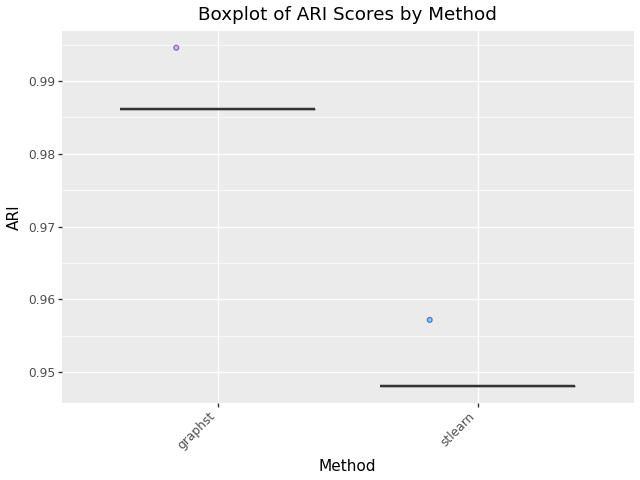 Boxplot of ARI Scores by Method
0.99
0.98
0.97
0.96
0.95
ARI
graphst
stlearn
Method